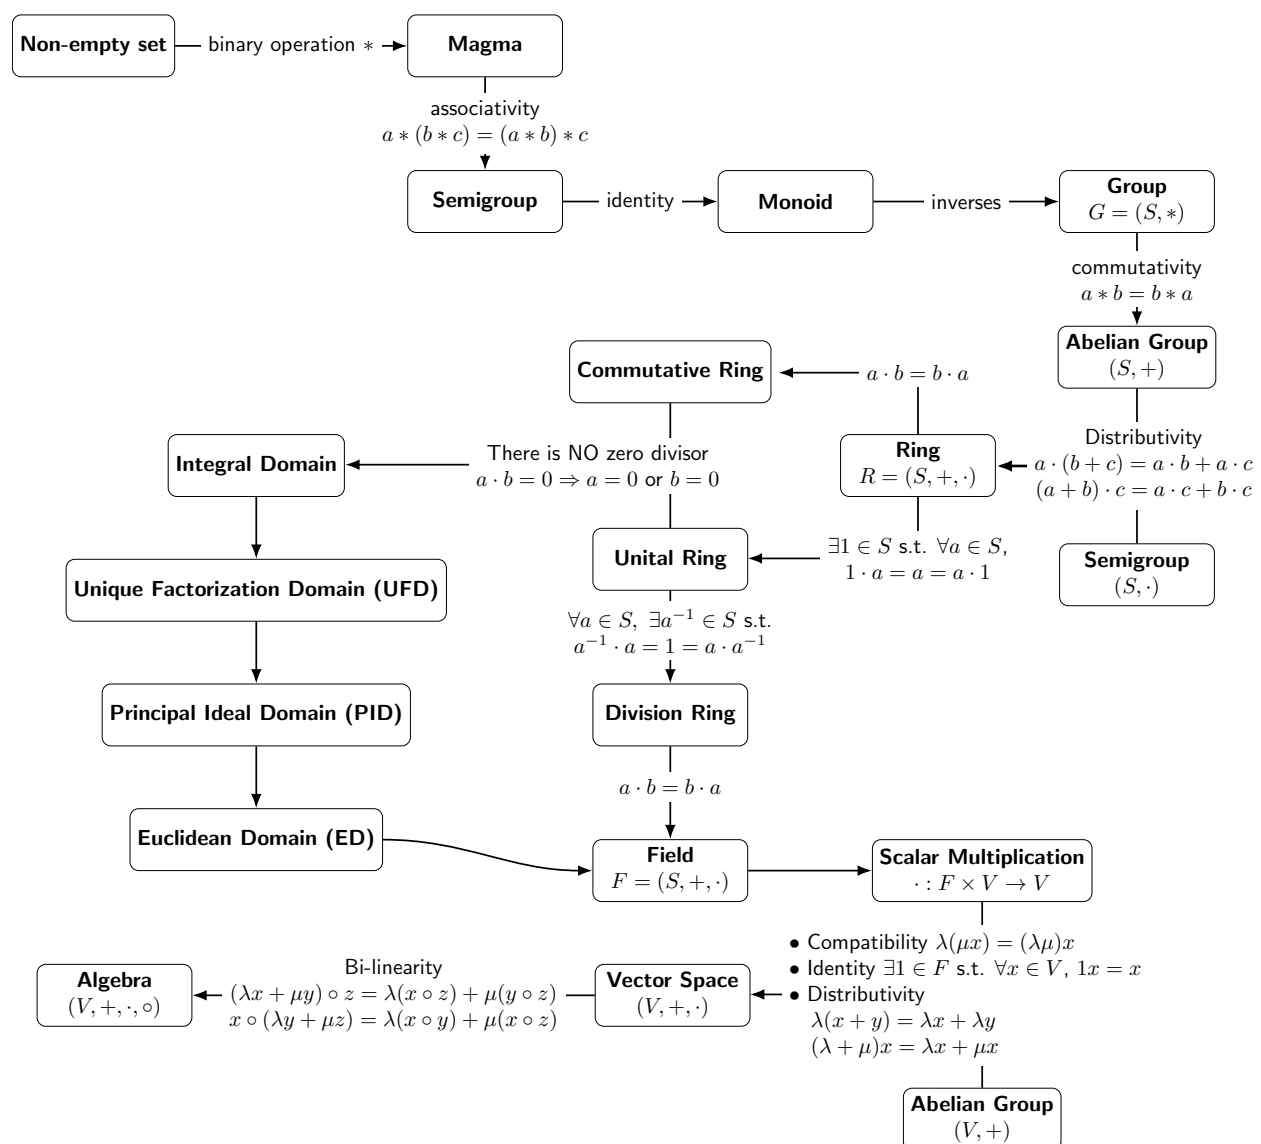 Non-empty set
binary operation ∗
Magma
associativity
a ∗ (b ∗ c) = (a ∗ b) ∗ c
Semigroup
identity
Monoid
inverses
Group
G = (S, ∗)
commutativity
a ∗ b = b ∗ a
Abelian Group
(S, +)
Commutative Ring
a · b = b · a
Distributivity
a · (b + c) = a · b + a · c
(a + b) · c = a · c + b · c
Ring
R = (S, +, ·)
There is NO zero divisor
a · b = 0 ⇒ a = 0 or b = 0
Integral Domain
Unital Ring
∃1 ∈ S s.t. ∀a ∈ S,
1 · a = a = a · 1
Semigroup
(S, ·)
Unique Factorization Domain (UFD)
∀a ∈ S, ∃a⁻¹ ∈ S s.t.
a⁻¹ · a = 1 = a · a⁻¹
Principal Ideal Domain (PID)
Division Ring
a · b = b · a
Euclidean Domain (ED)
Field
F = (S, +, ·)
Scalar Multiplication
· : F × V → V
• Compatibility λ(μx) = (λμ)x
• Identity ∃1 ∈ F s.t. ∀x ∈ V, 1x = x
• Distributivity
λ(x + y) = λx + λy
(λ + μ)x = λx + μx
Vector Space
(V, +, ·)
Bi-linearity
(λx + μy) ∘ z = λ(x ∘ z) + μ(y ∘ z)
x ∘ (λy + μz) = λ(x ∘ y) + μ(x ∘ z)
Algebra
(V, +, ·, ∘)
Abelian Group
(V, +)